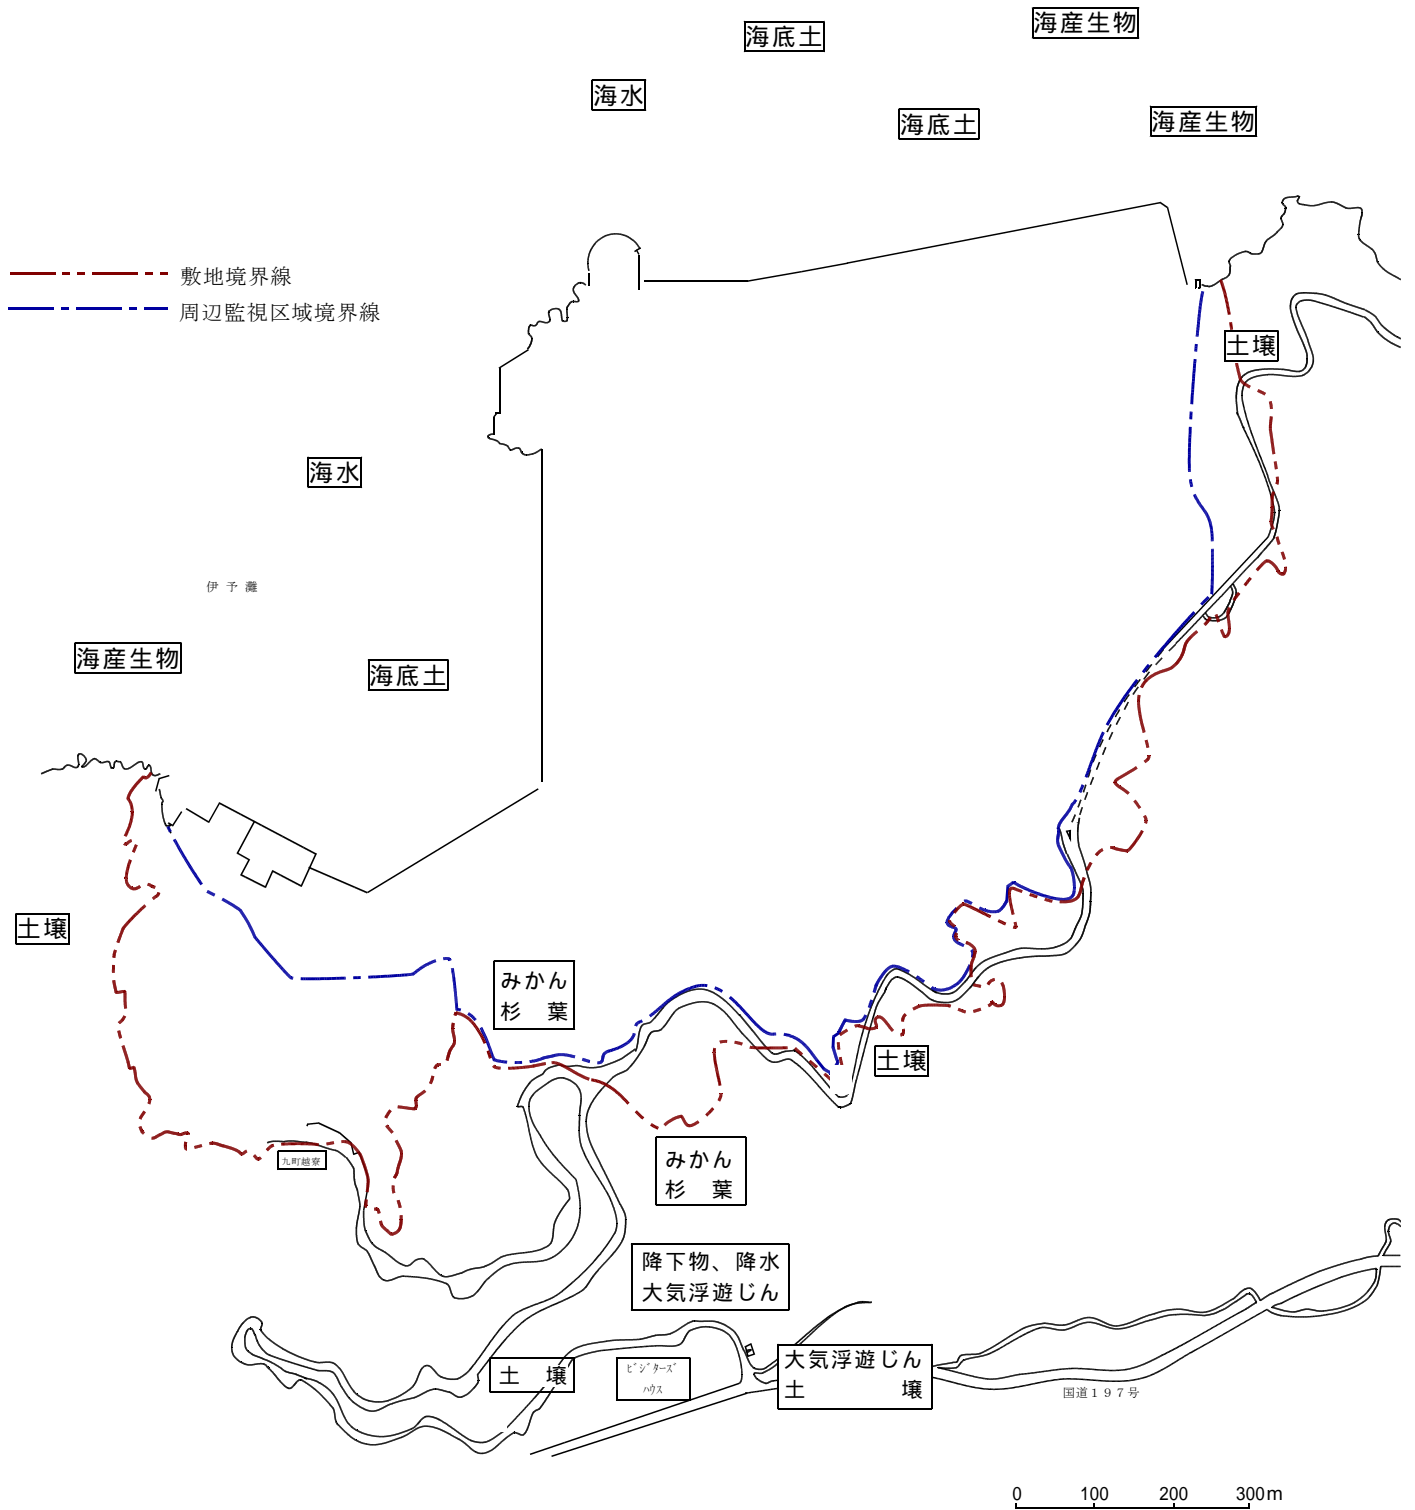 海産生物
海底土
海水
海産生物
海底土
敷地境界線
周辺監視区域境界線
土壌
海水
伊予灘
海産生物
海底土
土壌
みかん
杉　葉
土壌
九町越寮
みかん
杉　葉
降下物、降水
大気浮遊じん
土　壌
ビジターズ
ハウス
大気浮遊じん
土　壌
国道１９７号
0 100 200 300m